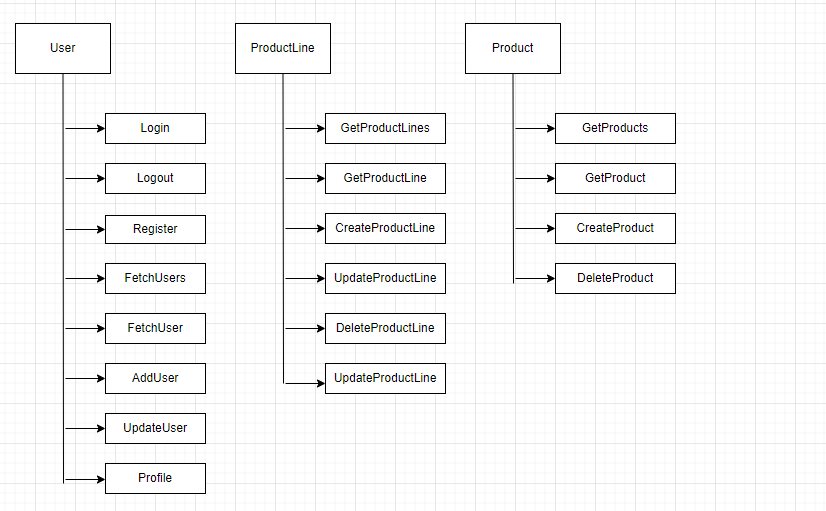 User
ProductLine
Product
Login
GetProductLines
GetProducts
Logout
GetProductLine
GetProduct
Register
CreateProductLine
CreateProduct
FetchUsers
UpdateProductLine
DeleteProduct
FetchUser
DeleteProductLine
AddUser
UpdateProductLine
UpdateUser
Profile